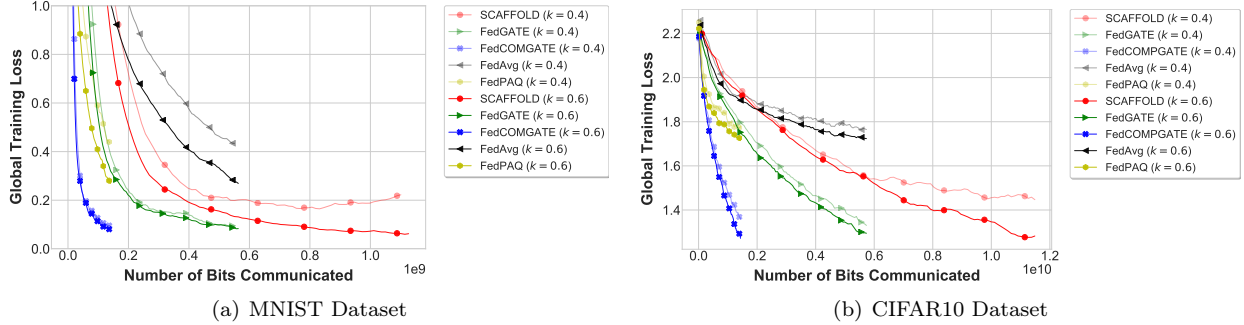 Global Training Loss
1.0
0.8
0.6
0.4
0.2
0.0
0.0
0.2
0.4
0.6
0.8
1.0
1e9
Number of Bits Communicated
SCAFFOLD (k = 0.4)
FedGATE (k = 0.4)
FedCOMGATE (k = 0.4)
FedAvg (k = 0.4)
FedPAQ (k = 0.4)
SCAFFOLD (k = 0.6)
FedGATE (k = 0.6)
FedCOMGATE (k = 0.6)
FedAvg (k = 0.6)
FedPAQ (k = 0.6)
(a) MNIST Dataset
Global Training Loss
2.2
2.0
1.8
1.6
1.4
0.0
0.2
0.4
0.6
0.8
1.0
1.2
1e10
Number of Bits Communicated
SCAFFOLD (k = 0.4)
FedGATE (k = 0.4)
FedCOMPGATE (k = 0.4)
FedAvg (k = 0.4)
FedPAQ (k = 0.4)
SCAFFOLD (k = 0.6)
FedGATE (k = 0.6)
FedCOMPGATE (k = 0.6)
FedAvg (k = 0.6)
FedPAQ (k = 0.6)
(b) CIFAR10 Dataset